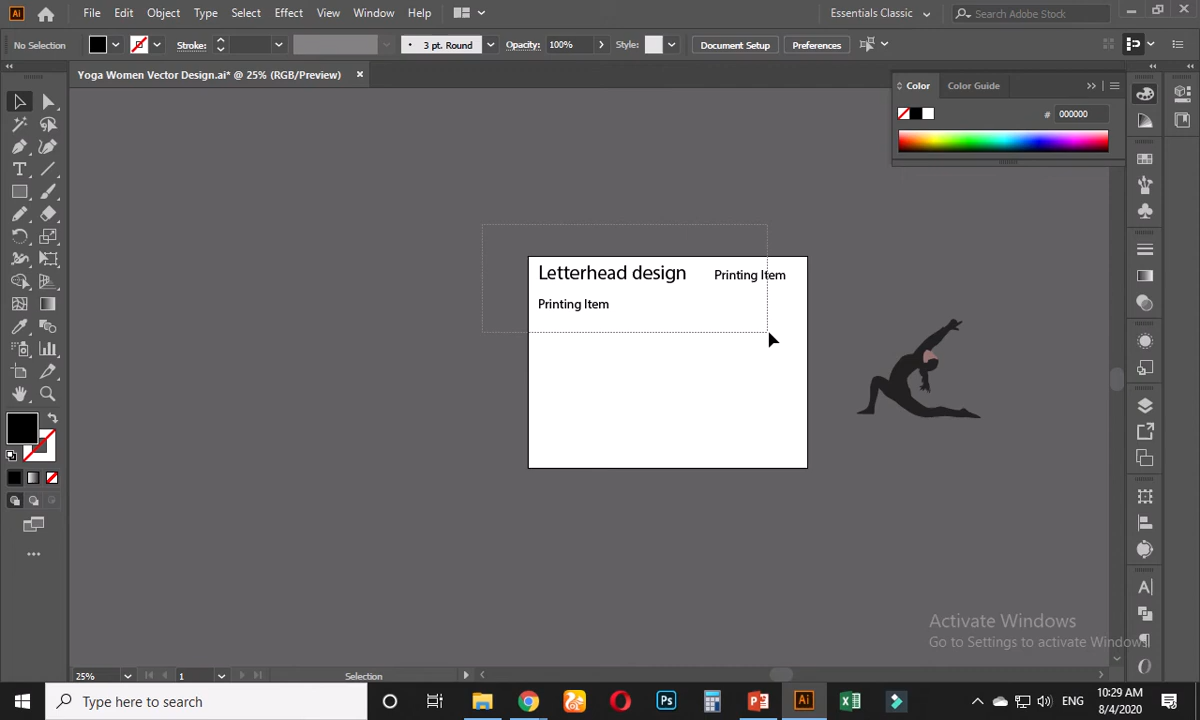 File Edit Object Type Select Effect View Window Help
Essentials Classic
Search Adobe Stock
No Selection
Stroke:
3 pt. Round
Opacity: 100%
Style:
Document Setup
Preferences
Yoga Women Vector Design.ai* @ 25% (RGB/Preview)
Color
Color Guide
# 000000
Letterhead design
Printing Item
Printing Item
Activate Windows
Go to Settings to activate Windows.
25%
1
Selection
Type here to search
Ps
Ai
ENG
10:29 AM
8/4/2020